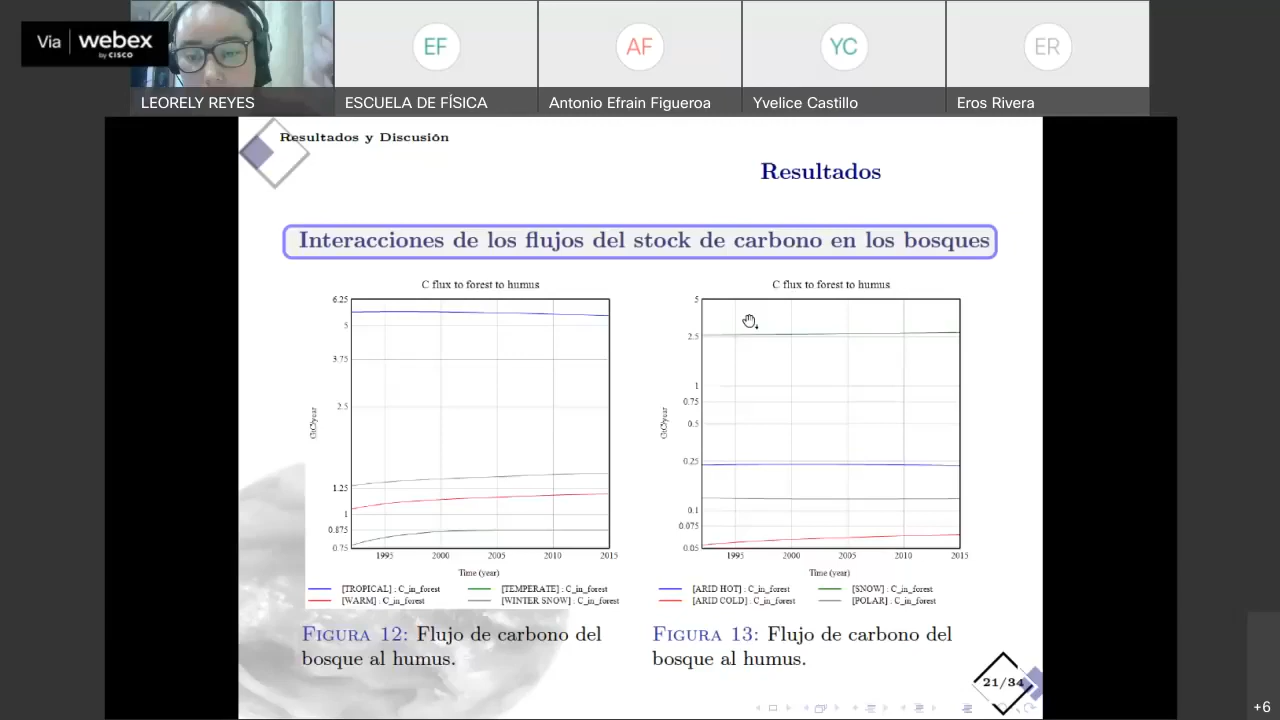 Via webex
by CISCO
EF
AF
YC
ER
LEORELY REYES
ESCUELA DE FÍSICA
Antonio Efrain Figueroa
Yvelice Castillo
Eros Rivera
Resultados y Discusión
Resultados
Interacciones de los flujos del stock de carbono en los bosques
C flux to forest to humus
6.25
5
3.75
2.5
1.25
1
0.875
0.75
GtC/year
1995 2000 2005 2010 2015
Time (year)
[TROPICAL] : C_in_forest [TEMPERATE] : C_in_forest
[WARM] : C_in_forest [WINTER SNOW] : C_in_forest
FIGURA 12: Flujo de carbono del
bosque al humus.
C flux to forest to humus
5
2.5
1
0.75
0.5
0.25
0.1
0.075
0.05
GtC/year
1995 2000 2005 2010 2015
Time (year)
[ARID HOT] : C_in_forest [SNOW] : C_in_forest
[ARID COLD] : C_in_forest [POLAR] : C_in_forest
FIGURA 13: Flujo de carbono del
bosque al humus.
21/34
+6